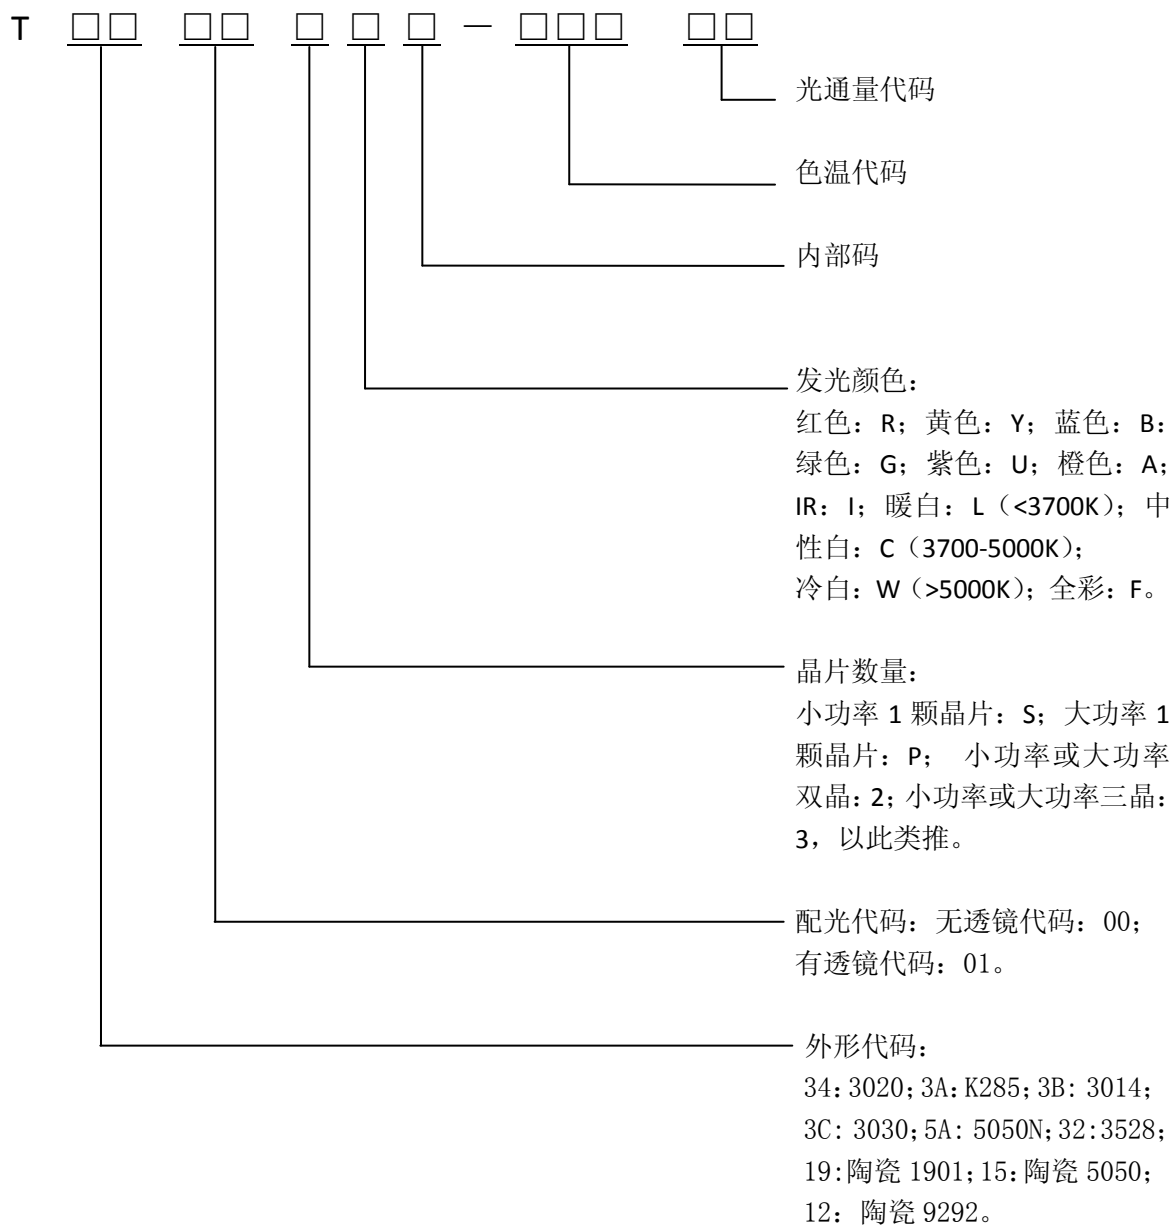 T □□ □□ □ □ □ — □□□ □□
光通量代码
色温代码
内部码
发光颜色：
红色：R；黄色：Y；蓝色：B：
绿色：G；紫色：U；橙色：A；
IR：I；暖白：L（<3700K）；中
性白：C（3700-5000K）；
冷白：W（>5000K）；全彩：F。
晶片数量：
小功率 1 颗晶片：S；大功率 1
颗晶片：P； 小功率或大功率
双晶：2；小功率或大功率三晶：
3，以此类推。
配光代码：无透镜代码：00；
有透镜代码：01。
外形代码：
34:3020;3A:K285;3B: 3014;
3C: 3030;5A: 5050N;32:3528;
19:陶瓷 1901;15:陶瓷 5050;
12：陶瓷 9292。